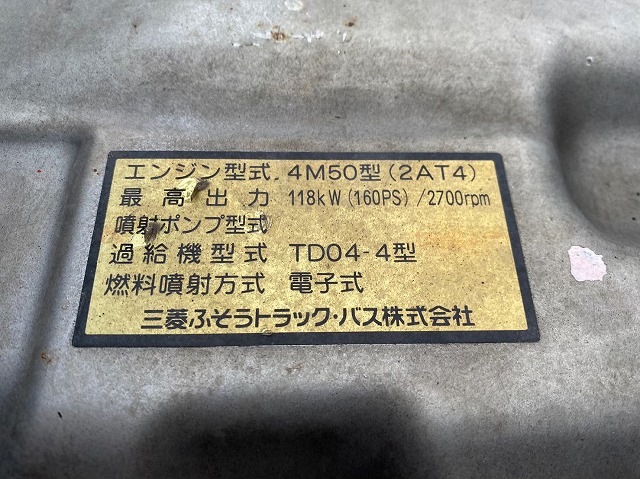 エンジン型式 4M50型(2AT4)
最高出力 118kW(160PS)/2700rpm
噴射ポンプ型式
過給機型式 TD04-4型
燃料噴射方式 電子式
三菱ふそうトラック・バス株式会社